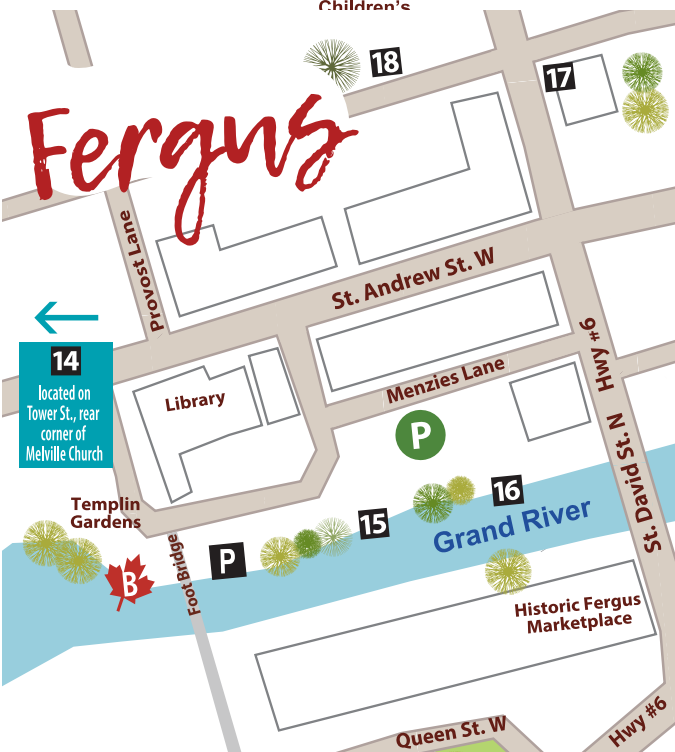 Children's
18
17
Fergus
Provost Lane
St. Andrew St. W
14
located on
Tower St., rear
corner of
Melville Church
Library
Menzies Lane
Hwy #6
P
St. David St. N
Templin
Gardens
16
15
Grand River
P
B
Foot Bridge
Historic Fergus
Marketplace
Queen St. W
Hwy #6